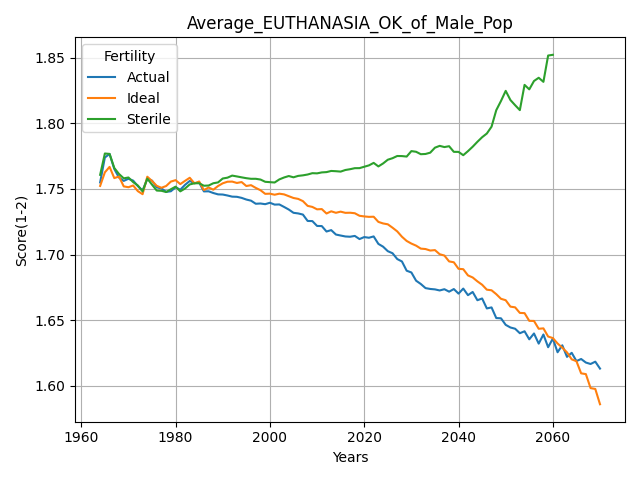 Average_EUTHANASIA_OK_of_Male_Pop
Fertility
Actual
Ideal
Sterile
Score(1-2)
1.85
1.80
1.75
1.70
1.65
1.60
1960 1980 2000 2020 2040 2060
Years